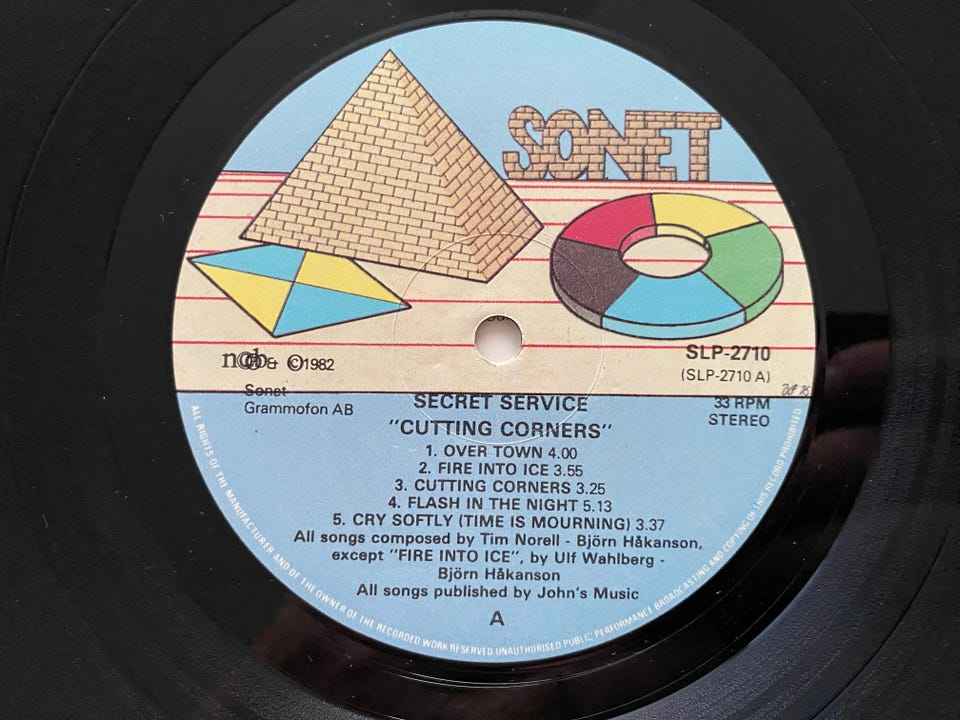 SONET
ncb ℗ & ©1982
SLP-2710
(SLP-2710 A)
Sonet
Grammofon AB
33 RPM
STEREO
SECRET SERVICE
"CUTTING CORNERS"
1. OVER TOWN 4.00
2. FIRE INTO ICE 3.55
3. CUTTING CORNERS 3.25
4. FLASH IN THE NIGHT 5.13
5. CRY SOFTLY (TIME IS MOURNING) 3.37
All songs composed by Tim Norell - Björn Håkanson,
except "FIRE INTO ICE", by Ulf Wahlberg -
Björn Håkanson
All songs published by John's Music
A
ALL RIGHTS OF THE MANUFACTURER AND OF THE OWNER OF THE RECORDED WORK RESERVED. UNAUTHORISED PUBLIC PERFORMANCE BROADCASTING AND COPYING OF THIS RECORD PROHIBITED